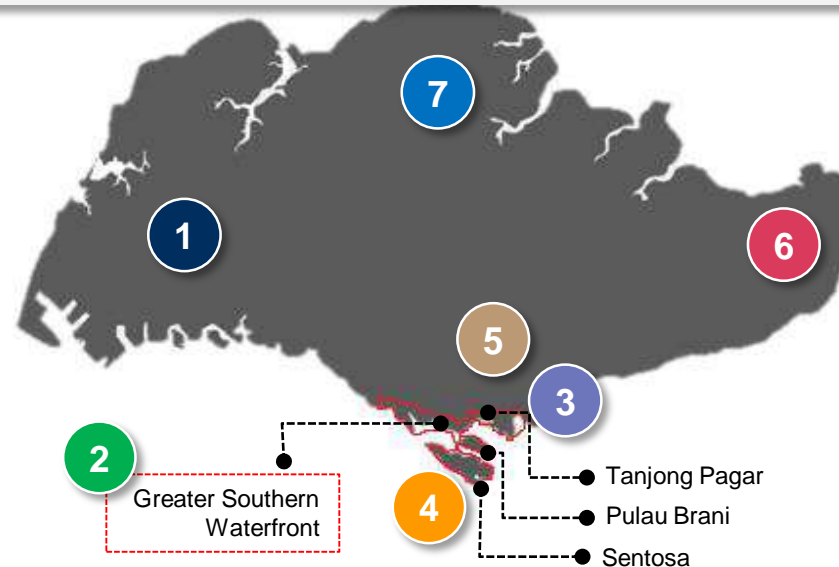 7
1
6
5
3
2
Greater Southern
Waterfront
4
Tanjong Pagar
Pulau Brani
Sentosa